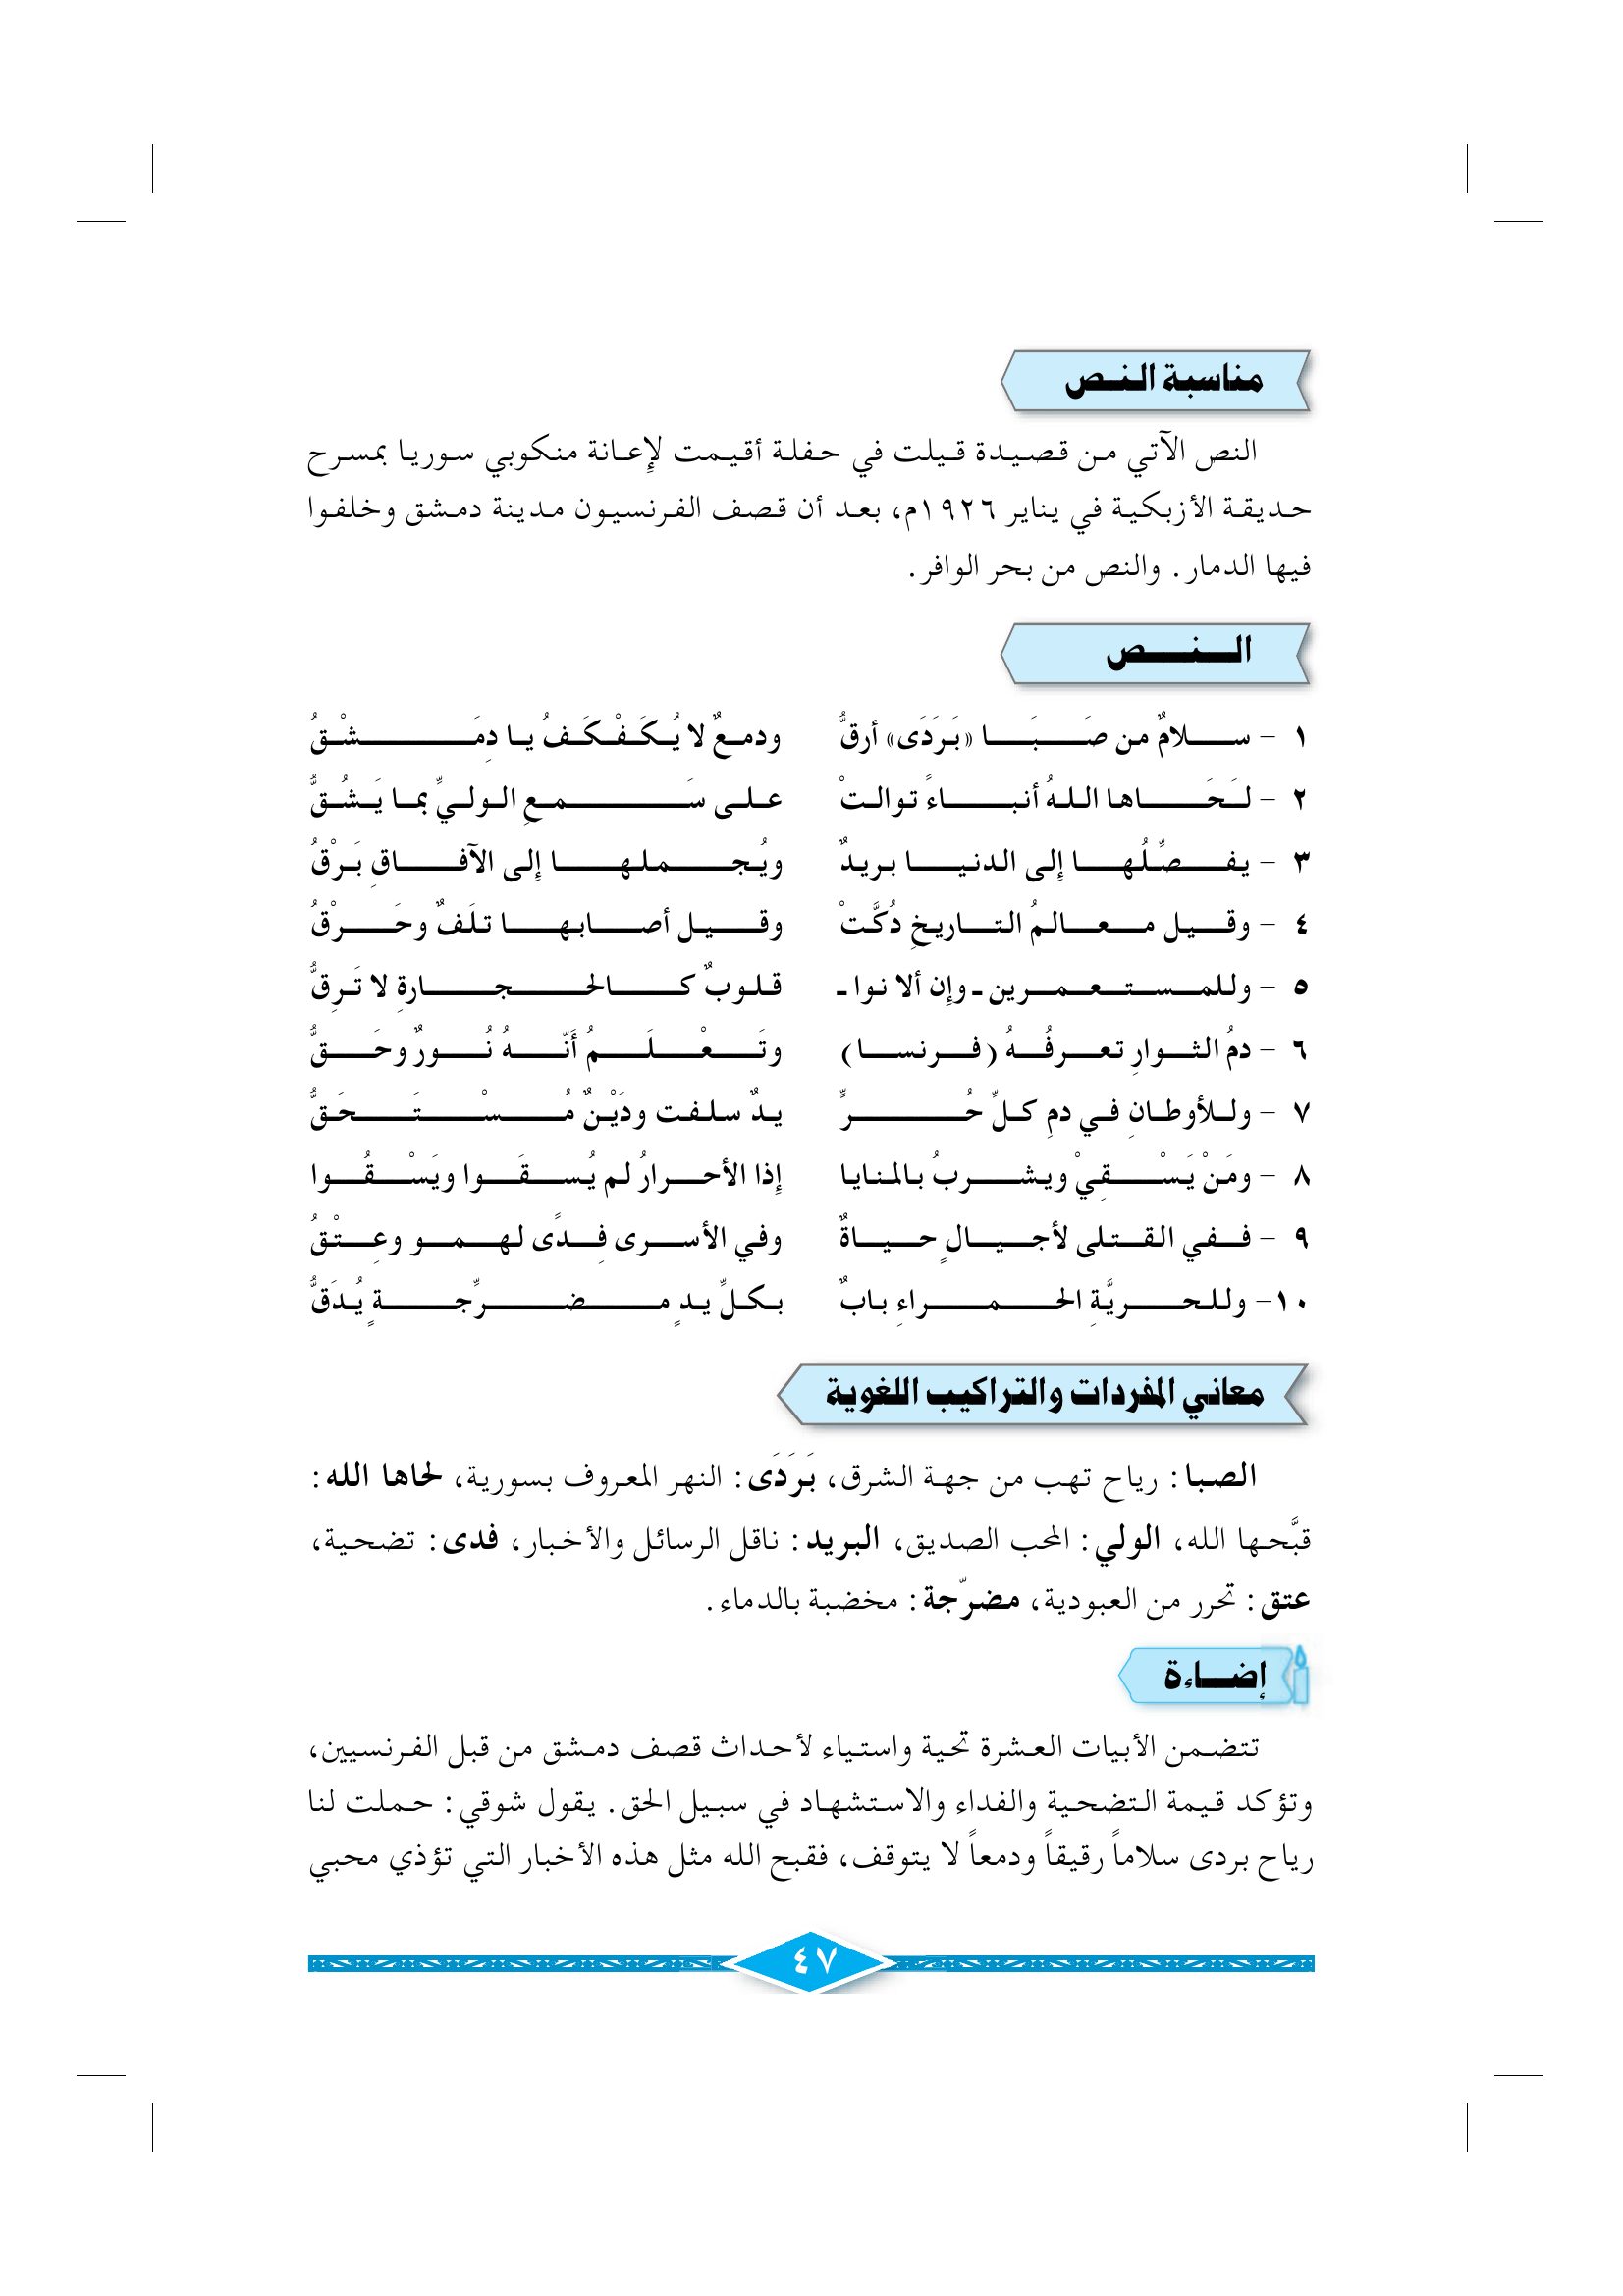 مناسبة النص
النص الآتي من قصيدة قيلت في حفلة أقيمت لإعانة منكوبي سوريا بمسرح
حديقة الأزبكية في يناير ١٩٢٦م، بعد أن قصف الفرنسيون مدينة دمشق وخلفوا
فيها الدمار. والنص من بحر الوافر.
النص
١ - سلامٌ من صَبَا «بَرَدَى» أرقُّ ودمعٌ لا يُكَفْكَفُ يا دِمَشْقُ
٢ - لَحَاها اللهُ أنباءً توالتْ على سَمعِ الوليِّ بما يَشُقُّ
٣ - يفصِّلُها إلى الدنيا بريدٌ ويُجملها إلى الآفاقِ بَرْقُ
٤ - وقيل معالمُ التاريخِ دُكَّتْ وقيل أصابها تلَفٌ وحَرْقُ
٥ - وللمستعمرين - وإن ألانوا - قلوبٌ كالحجارةِ لا تَرِقُّ
٦ - دمُ الثوارِ تعرفُهُ (فرنسا) وتَعْلَمُ أَنّهُ نُورٌ وحَقُّ
٧ - وللأوطانِ في دمِ كلِّ حُرٍّ يدٌ سلفت ودَيْنٌ مُسْتَحَقُّ
٨ - ومَنْ يَسْقِيْ ويشربُ بالمنايا إذا الأحرارُ لم يُسقَوا ويَسْقُوا
٩ - ففي القتلى لأجيالٍ حياةٌ وفي الأسرى فِدًى لهمو وعِتْقُ
١٠- وللحريَّةِ الحمراءِ بابٌ بكلِّ يدٍ مضرِّجةٍ يُدَقُّ
معاني المفردات والتراكيب اللغوية
الصبا: رياح تهب من جهة الشرق، بَرَدَى: النهر المعروف بسورية، لحاها الله:
قبَّحها الله، الولي: المحب الصديق، البريد: ناقل الرسائل والأخبار، فدى: تضحية،
عتق: تحرر من العبودية، مضرّجة: مخضبة بالدماء.
إضاءة
تتضمن الأبيات العشرة تحية واستياء لأحداث قصف دمشق من قبل الفرنسيين،
وتؤكد قيمة التضحية والفداء والاستشهاد في سبيل الحق. يقول شوقي: حملت لنا
رياح بردى سلاماً رقيقاً ودمعاً لا يتوقف، فقبح الله مثل هذه الأخبار التي تؤذي محبي
٤٧